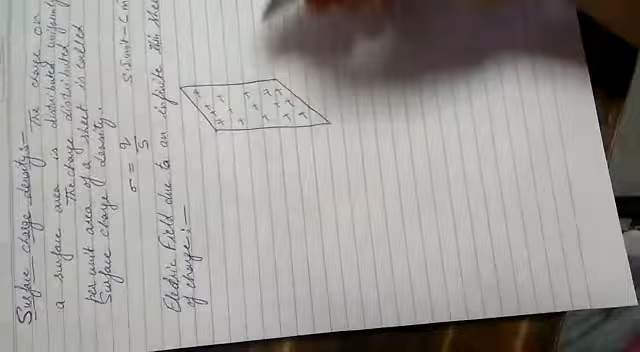 Surface charge density:- The charge on
a surface area is distributed uniformly
The charge distributed
per unit area of a sheet is called
Surface charge density.
σ = q/S S.I unit - C m
Electric Field due to an infinite thin sheet
of charge:-